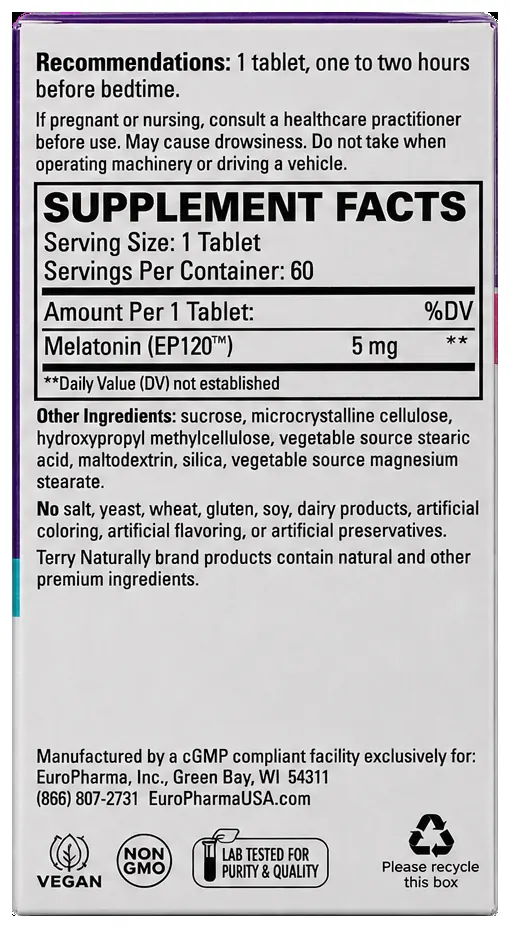 Recommendations: 1 tablet, one to two hours
before bedtime.
If pregnant or nursing, consult a healthcare practitioner
before use. May cause drowsiness. Do not take when
operating machinery or driving a vehicle.
SUPPLEMENT FACTS
Serving Size: 1 Tablet
Servings Per Container: 60
Amount Per 1 Tablet: %DV
Melatonin (EP120™) 5 mg **
**Daily Value (DV) not established
Other Ingredients: sucrose, microcrystalline cellulose,
hydroxypropyl methylcellulose, vegetable source stearic
acid, maltodextrin, silica, vegetable source magnesium
stearate.
No salt, yeast, wheat, gluten, soy, dairy products, artificial
coloring, artificial flavoring, or artificial preservatives.
Terry Naturally brand products contain natural and other
premium ingredients.
Manufactured by a cGMP compliant facility exclusively for:
EuroPharma, Inc., Green Bay, WI 54311
(866) 807-2731 EuroPharmaUSA.com
VEGAN
NON
GMO
LAB TESTED FOR
PURITY & QUALITY
Please recycle
this box